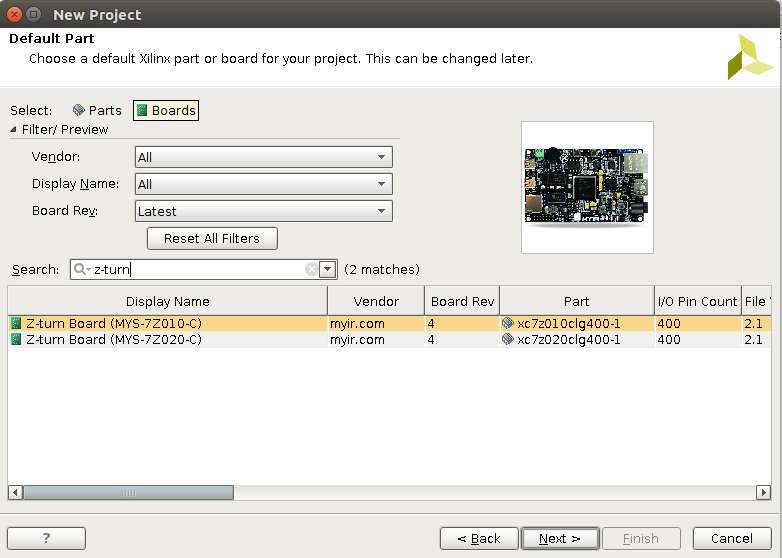 New Project
Default Part
Choose a default Xilinx part or board for your project. This can be changed later.
Select: Parts Boards
Filter/ Preview
Vendor: All
Display Name: All
Board Rev: Latest
Reset All Filters
Search: z-turn (2 matches)
Display Name Vendor Board Rev Part I/O Pin Count File
Z-turn Board (MYS-7Z010-C) myir.com 4 xc7z010clg400-1 400 2.1
Z-turn Board (MYS-7Z020-C) myir.com 4 xc7z020clg400-1 400 2.1
? < Back Next > Finish Cancel